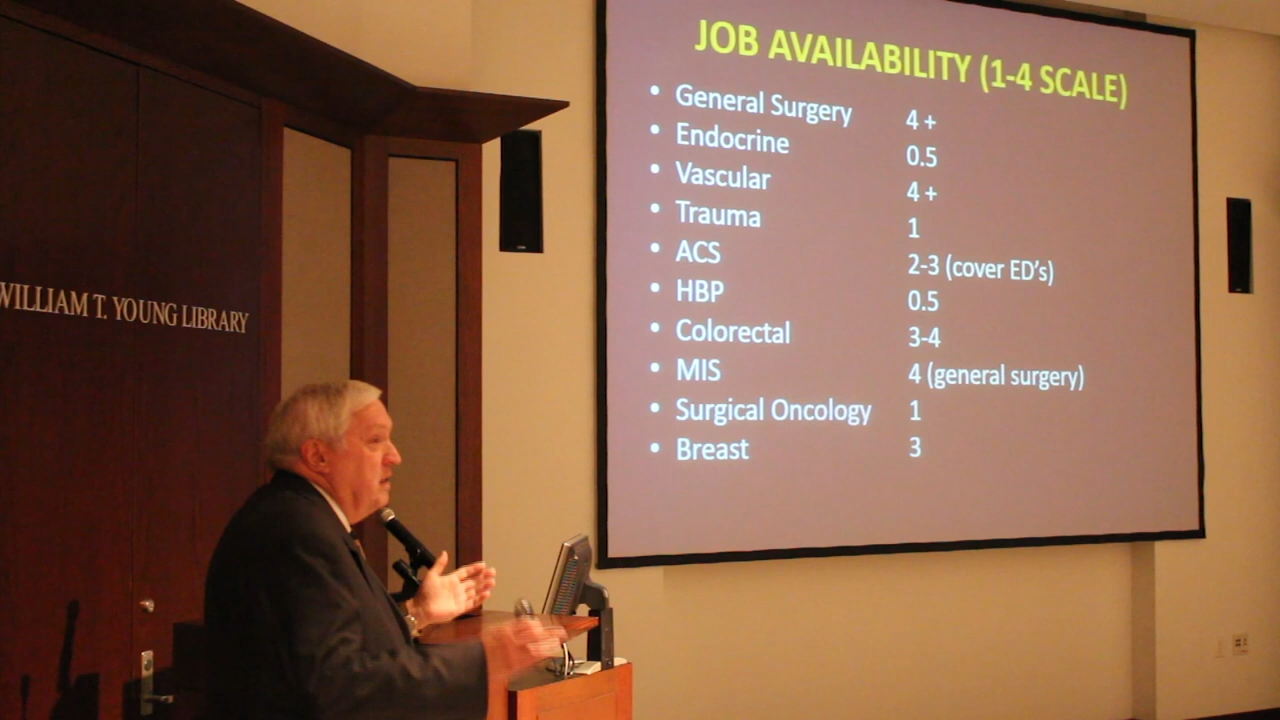 WILLIAM T. YOUNG LIBRARY
JOB AVAILABILITY (1-4 SCALE)
• General Surgery 4 +
• Endocrine 0.5
• Vascular 4 +
• Trauma 1
• ACS 2-3 (cover ED's)
• HBP 0.5
• Colorectal 3-4
• MIS 4 (general surgery)
• Surgical Oncology 1
• Breast 3